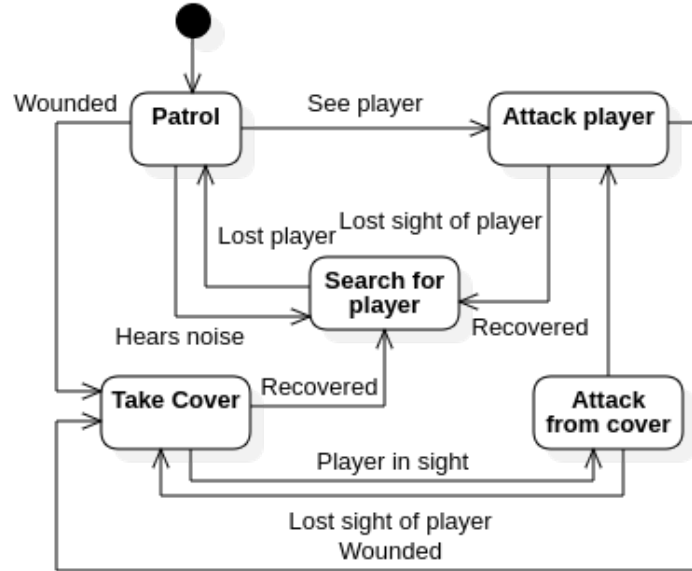 Wounded
Patrol
See player
Attack player
Lost player
Lost sight of player
Search for
player
Hears noise
Recovered
Take Cover
Recovered
Attack
from cover
Player in sight
Lost sight of player
Wounded